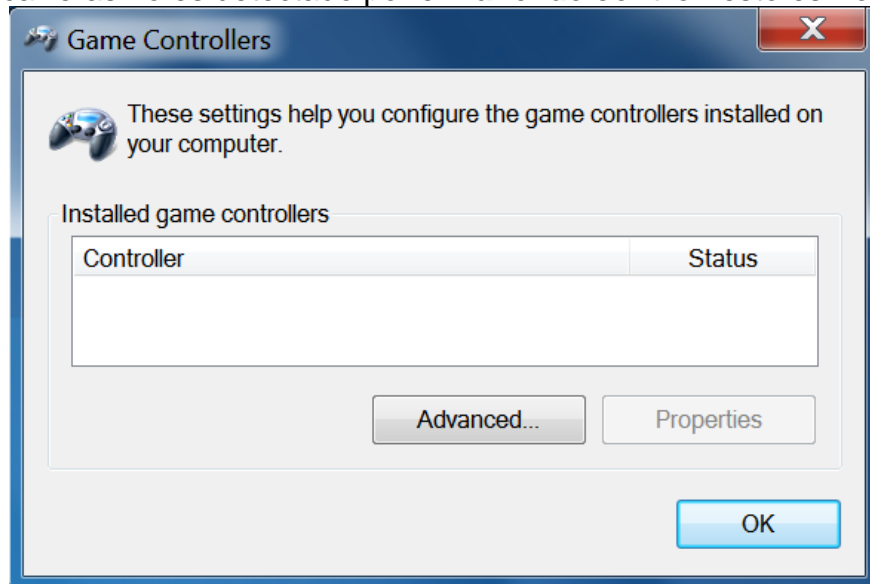 Game Controllers
These settings help you configure the game controllers installed on
your computer.
Installed game controllers
Controller Status
Advanced... Properties
OK